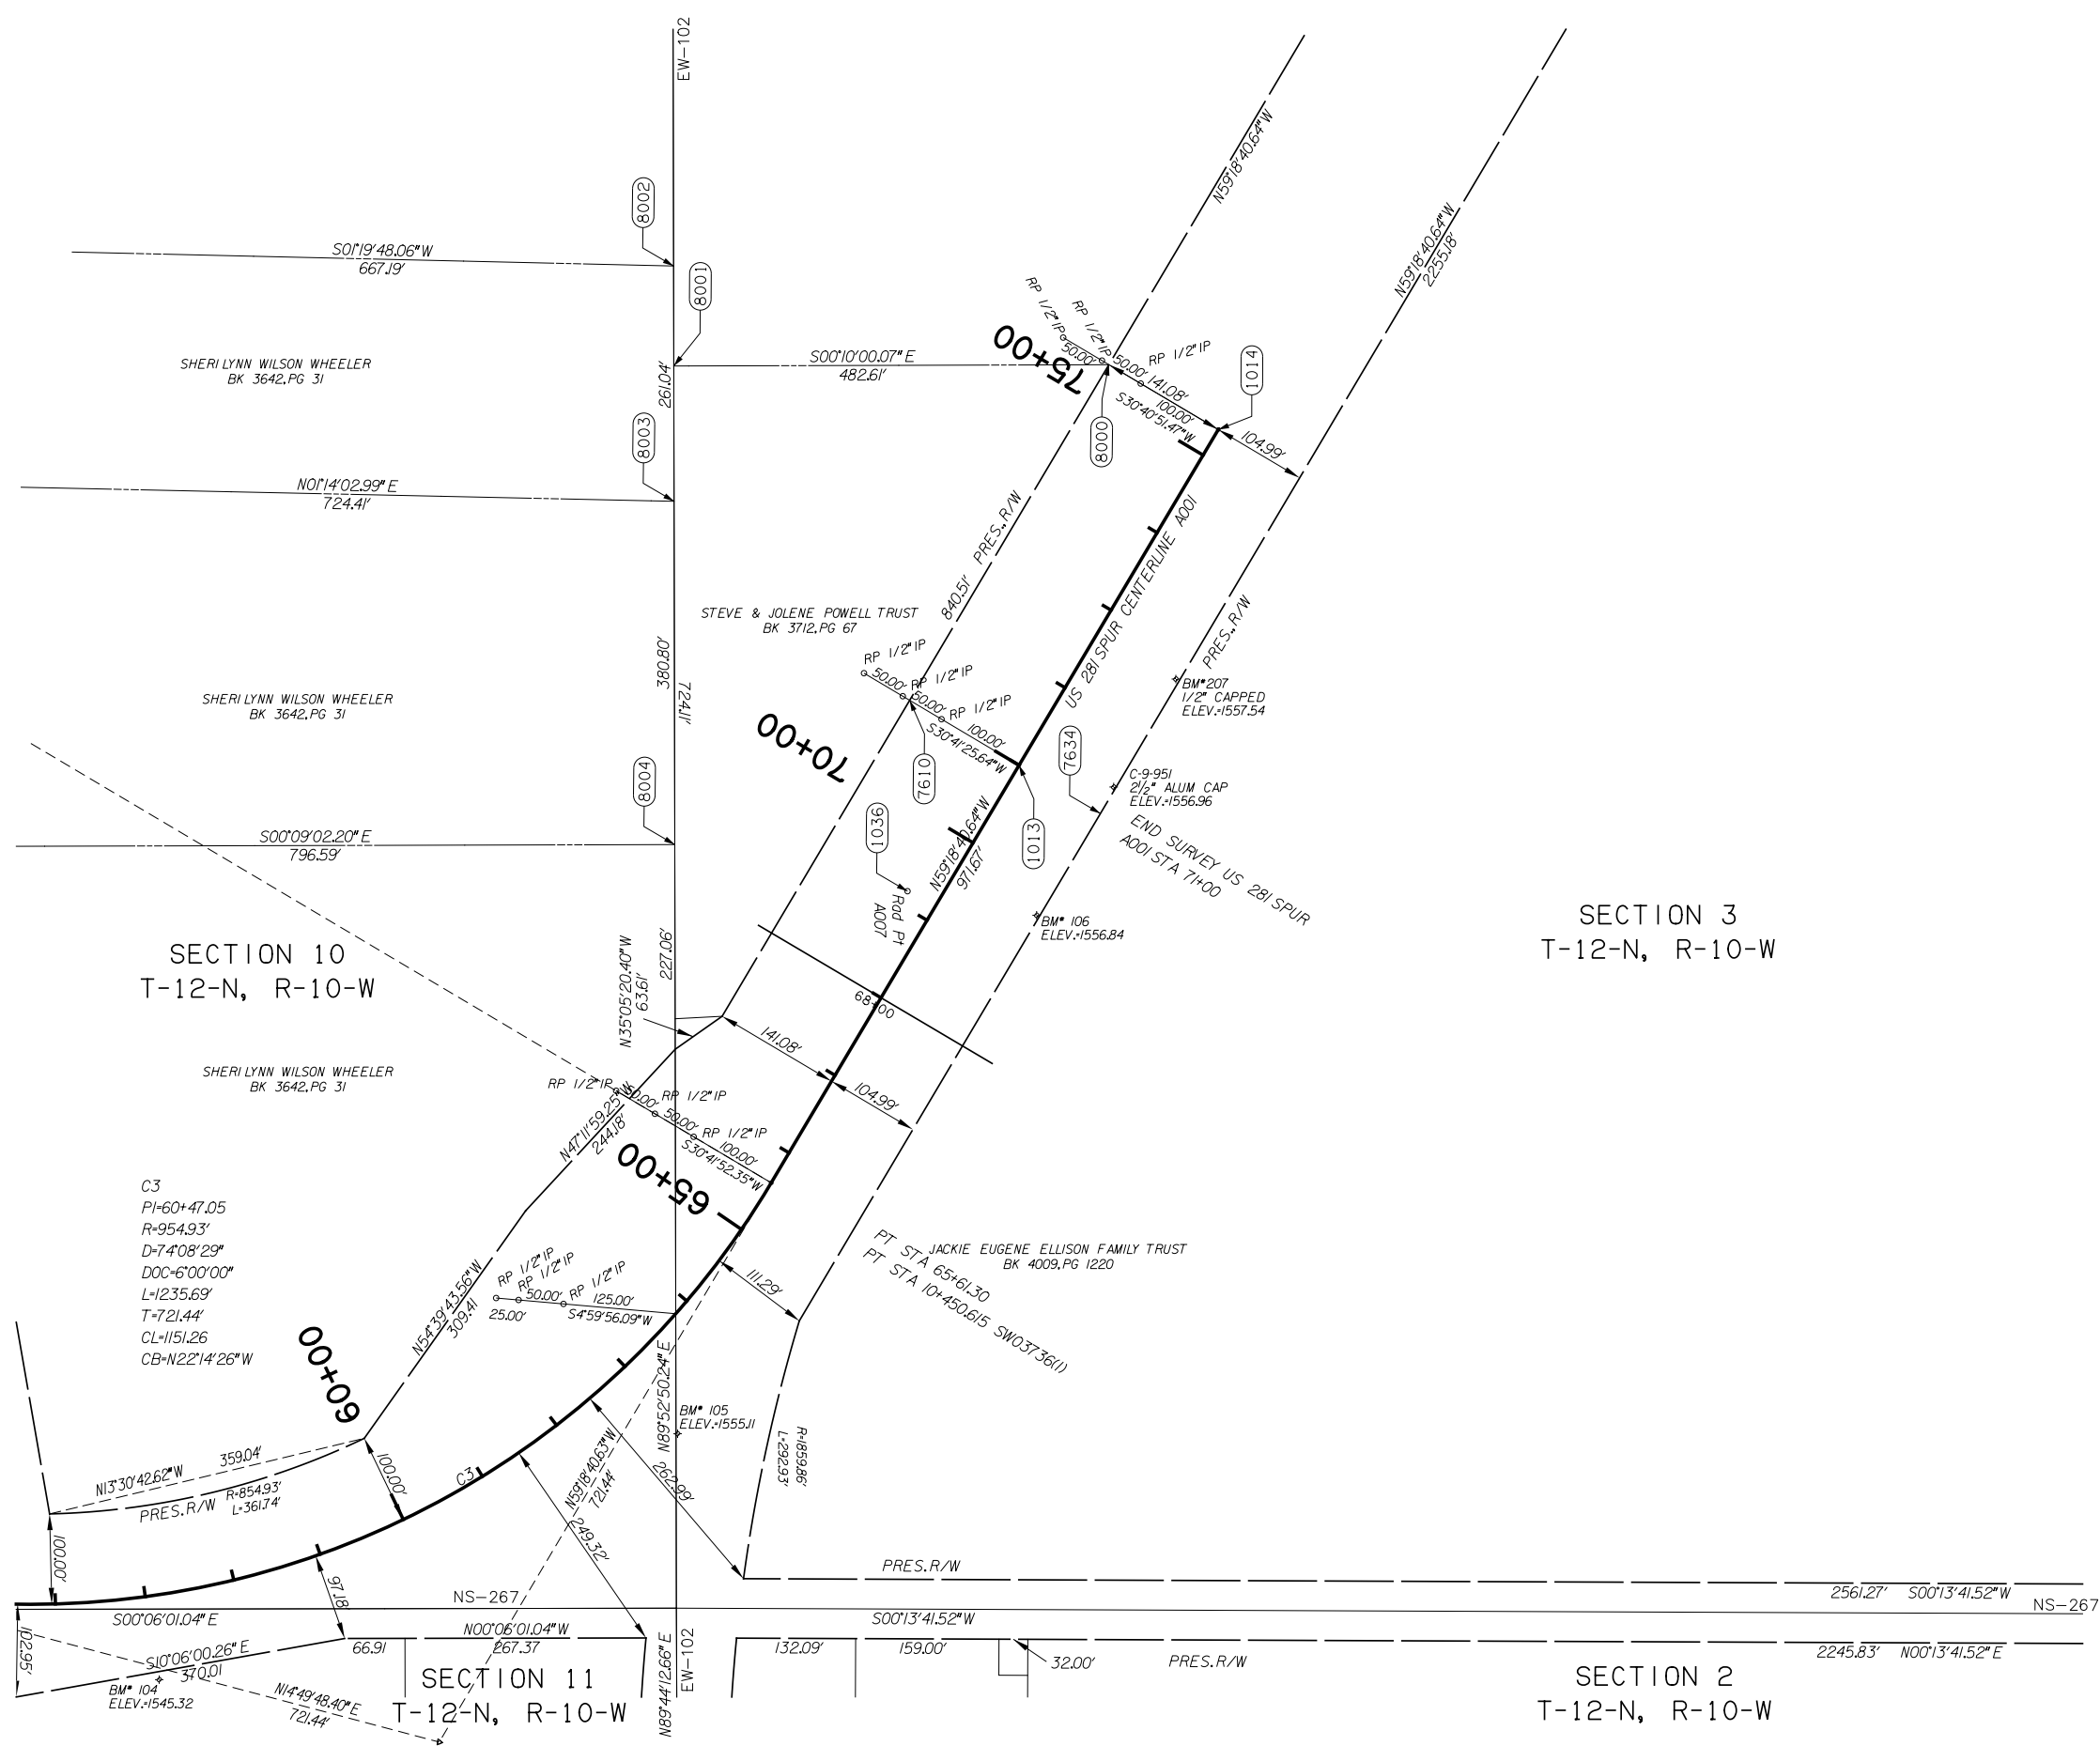 EW-102
N59°18'40.64"W
8002
S01°19'48.06"W
667.19'
N59°18'40.64"W
2255.18'
8001
RP 1/2"IP
RP 1/2"IP
RP 1/2"IP
50.00'
50.00'
141.08'
100.00'
S30°40'51.47"W
75+00
1014
104.99'
8000
S00°10'00.07"E
482.61'
SHERI LYNN WILSON WHEELER
BK 3642, PG 31
261.04'
8003
N01°14'02.99"E
724.41'
840.51' PRES. R/W
US 281 SPUR CENTERLINE A001
STEVE & JOLENE POWELL TRUST
BK 3712, PG 67
PRES. R/W
380.80'
724.11'
RP 1/2"IP
50.00'
RP 1/2"IP
50.00'
RP 1/2"IP
100.00'
S30°41'25.64"W
BM#207
1/2" CAPPED
ELEV.=1557.54
SHERI LYNN WILSON WHEELER
BK 3642, PG 31
70+00
7610
7634
8004
C-9-951
2 1/2" ALUM CAP
ELEV.=1556.96
1036
1013
S00°09'02.20"E
796.59'
N59°18'40.64"W
971.67'
END SURVEY US 281 SPUR
A001 STA 71+00
Rad Pt
A007
BM# 106
ELEV.=1556.84
SECTION 3
T-12-N, R-10-W
SECTION 10
T-12-N, R-10-W
227.06'
N35°05'20.40"W
63.61'
68+00
141.08'
104.99'
SHERI LYNN WILSON WHEELER
BK 3642, PG 31
RP 1/2"IP
50.00'
RP 1/2"IP
50.00'
RP 1/2"IP
100.00'
S30°41'52.35"W
N47°11'59.25"W
244.18'
65+00
C3
PI=60+47.05
R=954.93'
D=74°08'29"
DOC=6°00'00"
L=1235.69'
T=721.44'
CL=1151.26
CB=N22°14'26"W
JACKIE EUGENE ELLISON FAMILY TRUST
BK 4009, PG 1220
PT STA 65+61.30
PT STA 10+450.615 SW03736(1)
RP 1/2"IP
RP 1/2"IP
RP 1/2"IP
25.00'
50.00'
125.00'
S4°59'56.09"W
111.29'
N54°39'43.56"W
309.41
60+00
N89°52'50.24"E
BM# 105
ELEV.=1555.11
R=1859.86'
L=292.93'
359.04'
N13°30'42.62"W
PRES. R/W
R=854.93'
L=361.74'
C3
100.00'
262.99'
N59°18'40.63"W
721.44'
249.32'
100.00'
97.18
PRES. R/W
2561.27' S00°13'41.52"W
NS-267
NS-267
S00°06'01.04"E
S00°13'41.52"W
N00°06'01.04"W
267.37
66.91
132.09'
159.00'
32.00'
PRES. R/W
2245.83' N00°13'41.52"E
102.95'
S10°06'00.26"E
370.01
BM# 104
ELEV.=1545.32
N14°49'48.40"E
721.44'
SECTION 11
T-12-N, R-10-W
N89°44'12.66"E
EW-102
SECTION 2
T-12-N, R-10-W